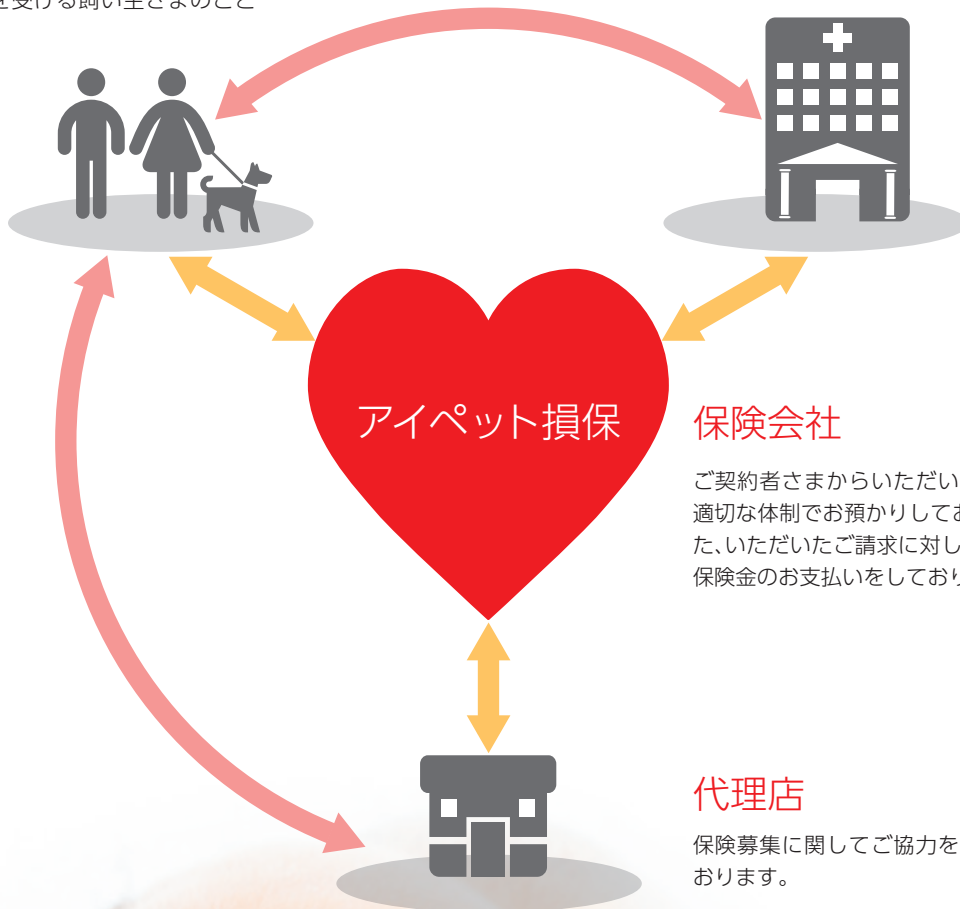 を受ける飼い主さまのこと
アイペット損保
保険会社
ご契約者さまからいただい
適切な体制でお預かりしてお
た、いただいたご請求に対し
保険金のお支払いをしており
代理店
保険募集に関してご協力を
おります。